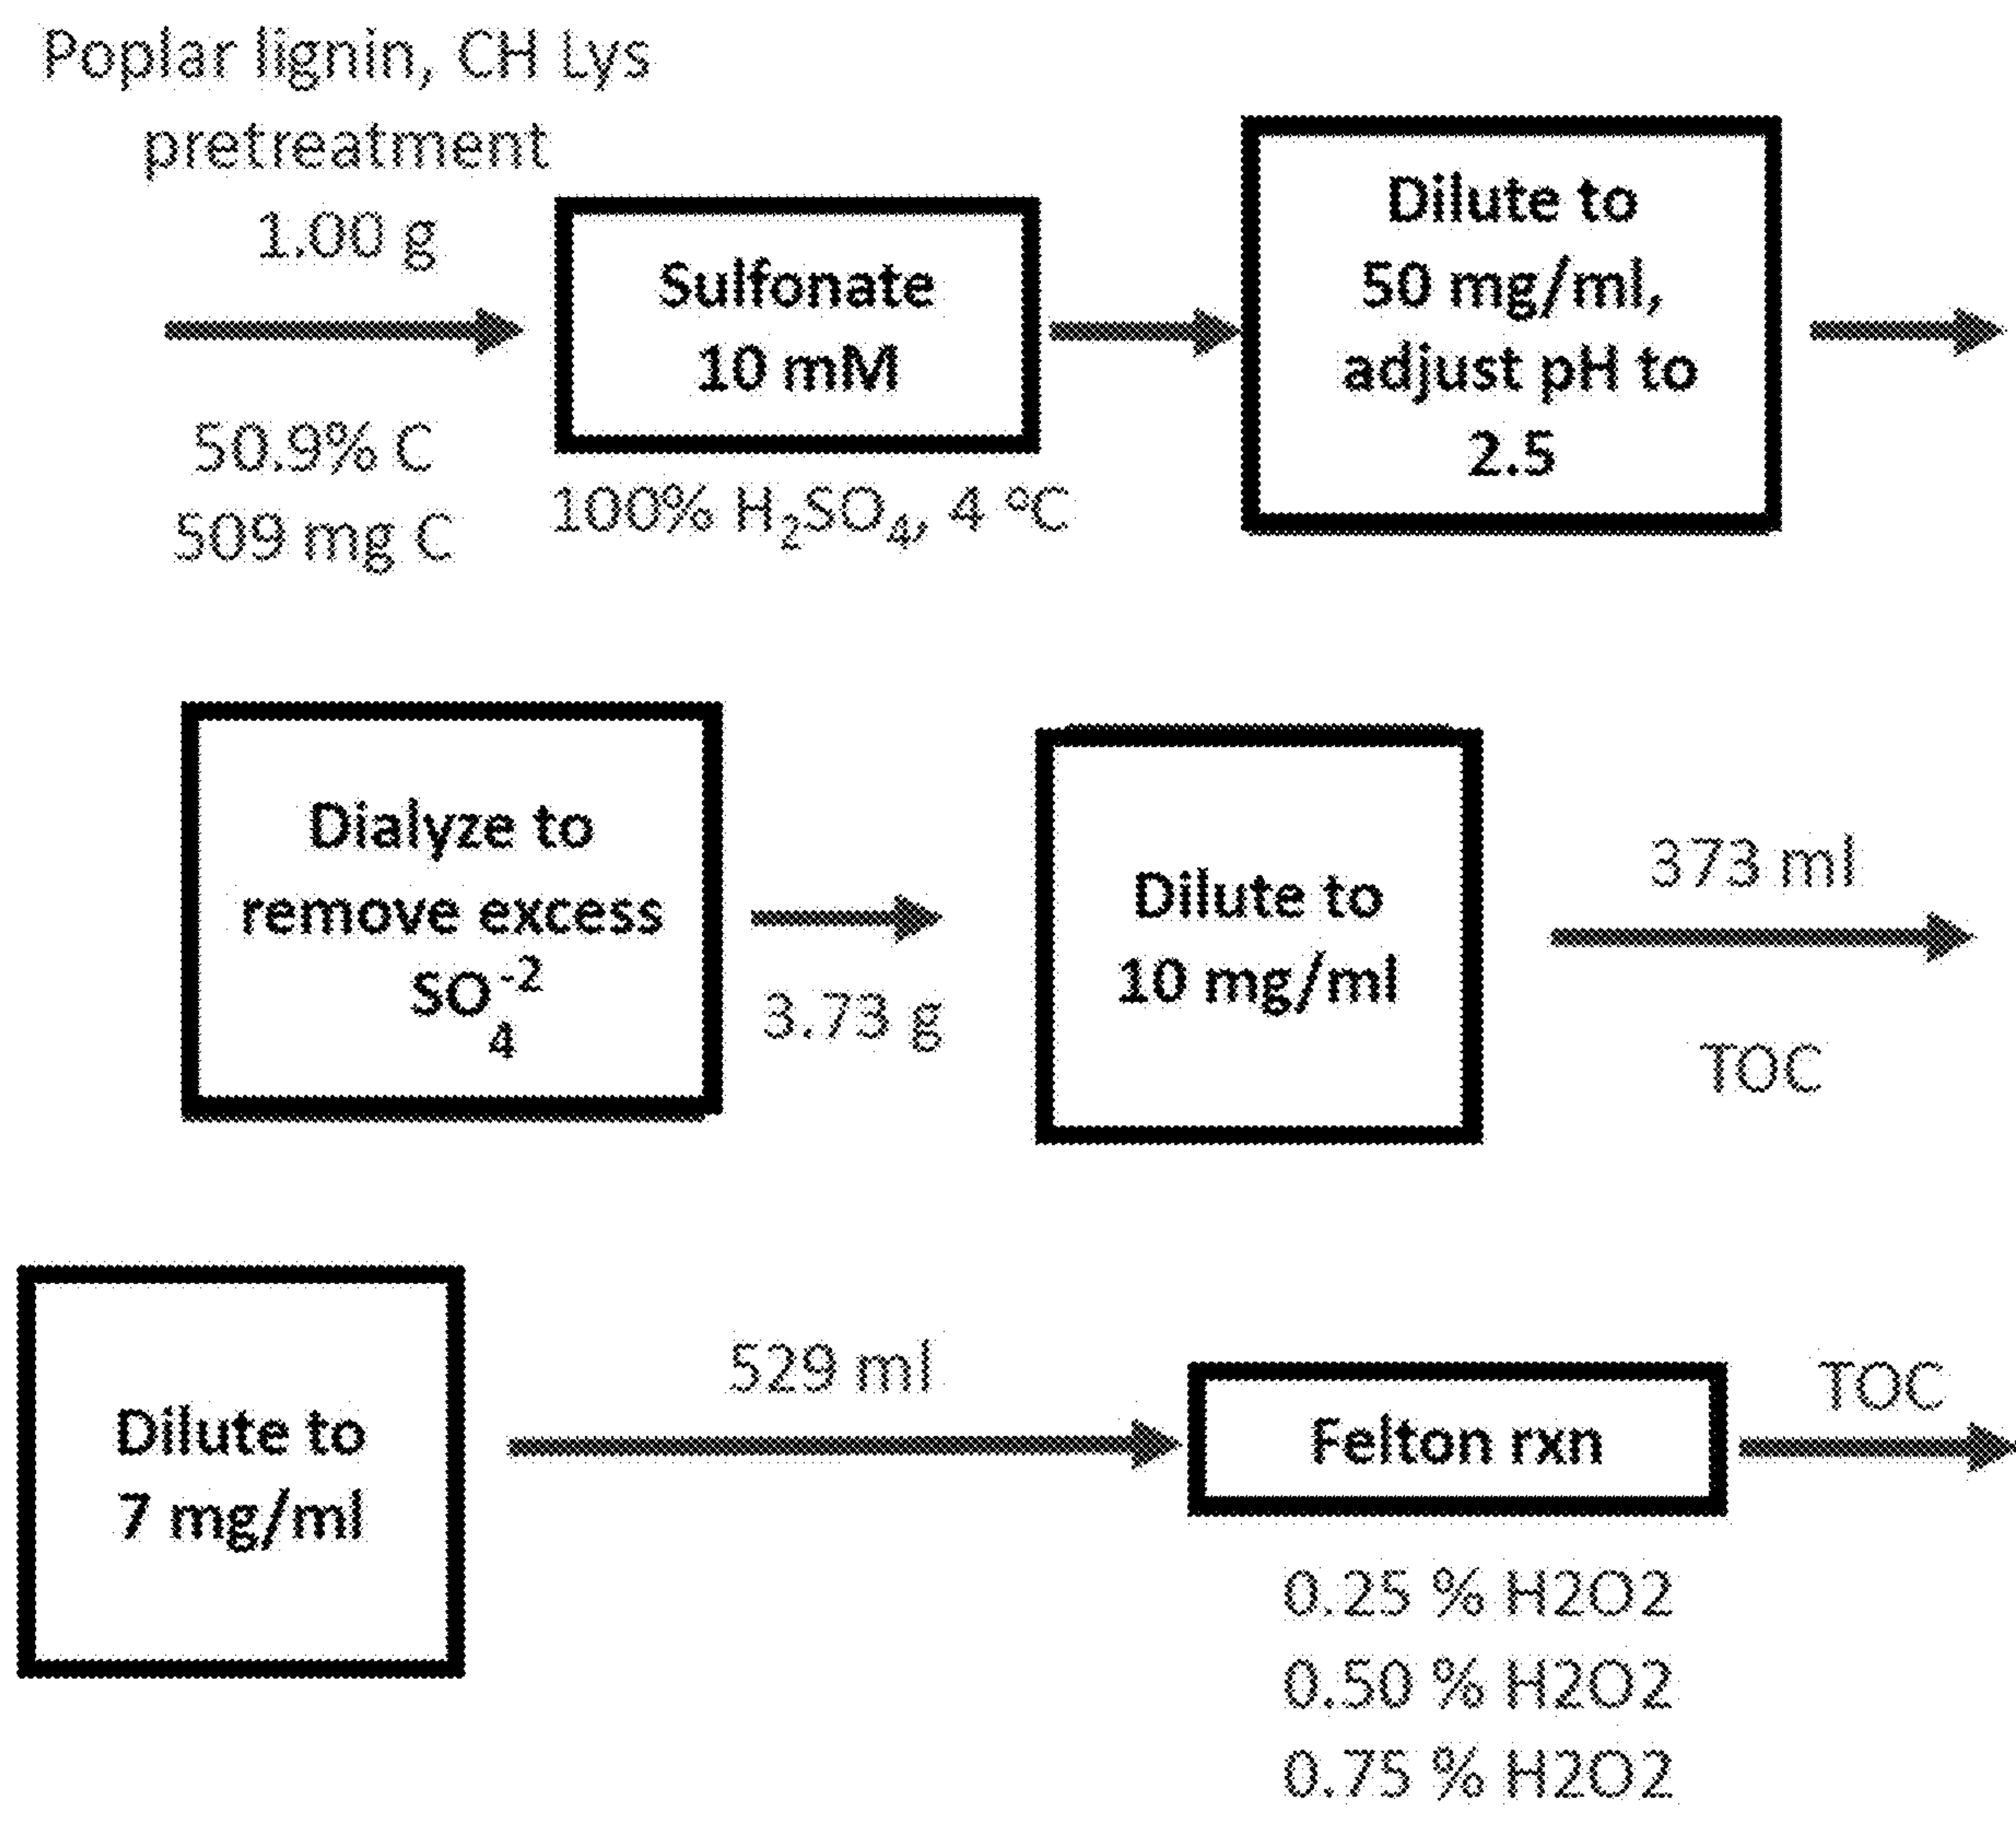 Poplar lignin, CH Lys
pretreatment
1.00 g
50.9% C
509 mg C
Sulfonate
10 mM
100% H₂SO₄, 4 ºC
Dilute to
50 mg/ml,
adjust pH to
2.5
Dialyze to
remove excess
SO₄⁻²
3.73 g
Dilute to
10 mg/ml
373 ml
TOC
Dilute to
7 mg/ml
529 ml
Felton rxn
0.25 % H2O2
0.50 % H2O2
0.75 % H2O2
TOC